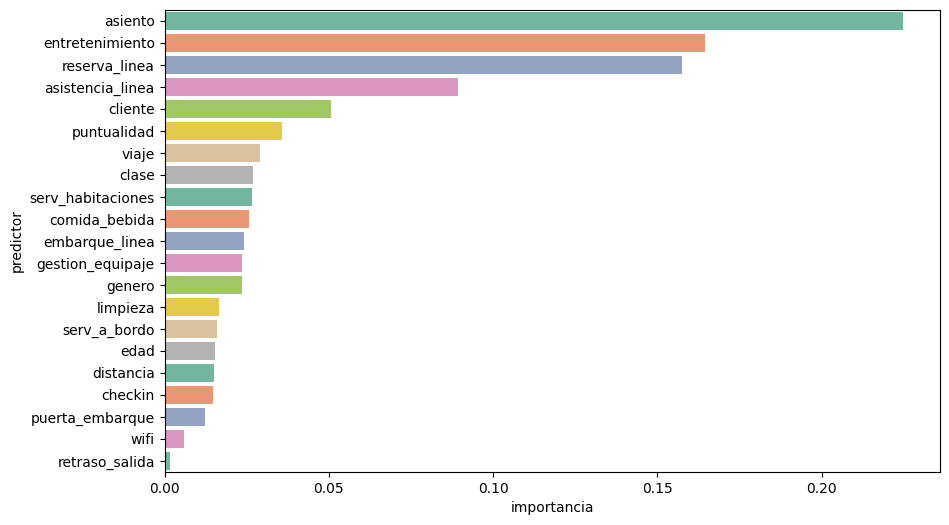 asiento
entretenimiento
reserva_linea
asistencia_linea
cliente
puntualidad
viaje
clase
serv_habitaciones
comida_bebida
embarque_linea
gestion_equipaje
genero
limpieza
serv_a_bordo
edad
distancia
checkin
puerta_embarque
wifi
retraso_salida
predictor
0.00 0.05 0.10 0.15 0.20
importancia